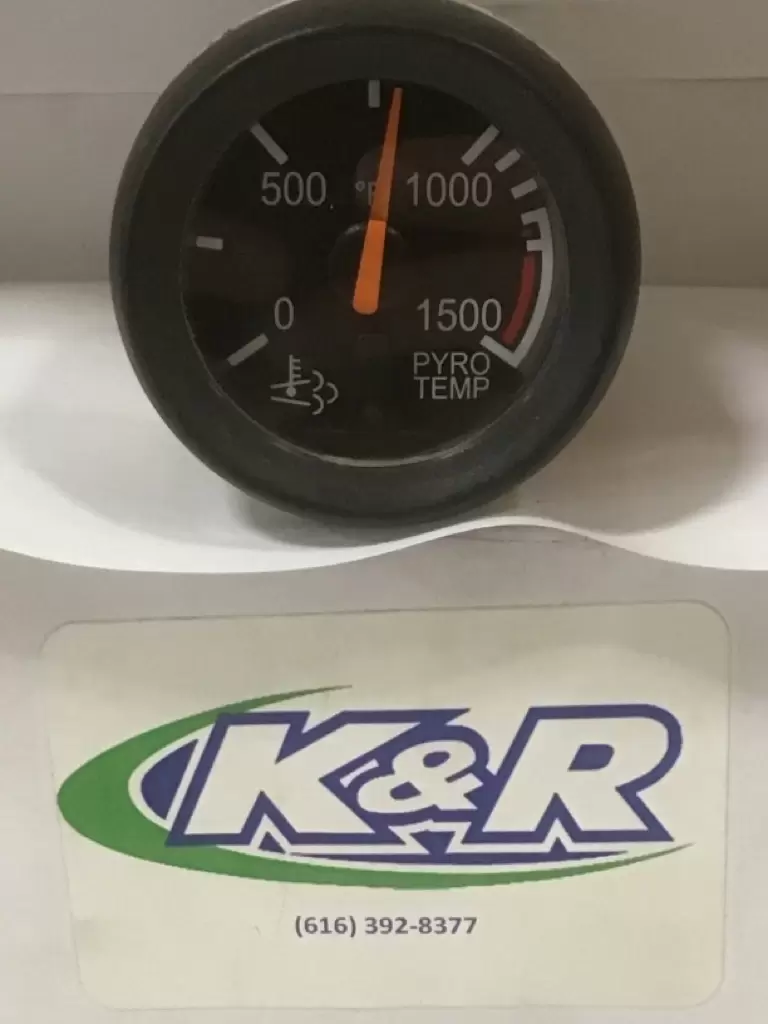 500 °F 1000
0 1500
PYRO
TEMP
K&R
(616) 392-8377